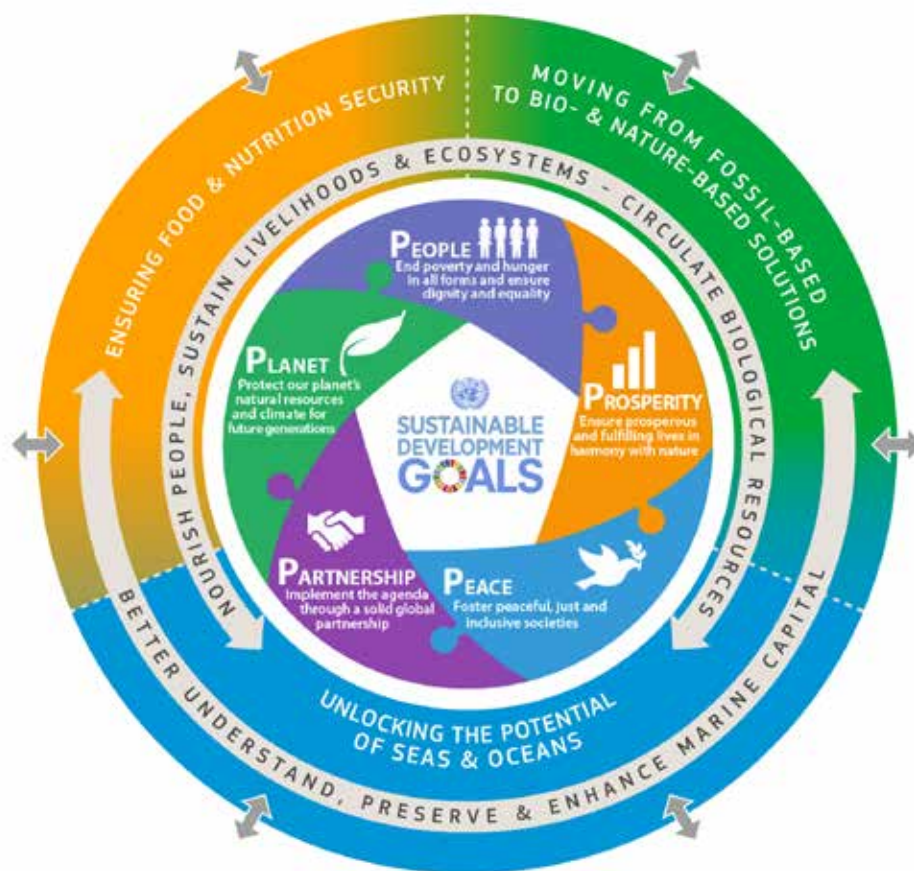 ENSURING FOOD & NUTRITION SECURITY
MOVING FROM FOSSIL-BASED
TO BIO- & NATURE-BASED SOLUTIONS
NOURISH PEOPLE, SUSTAIN LIVELIHOODS & ECOSYSTEMS - CIRCULATE BIOLOGICAL RESOURCES
PEOPLE
End poverty and hunger
in all forms and ensure
dignity and equality
PLANET
Protect our planet's
natural resources
and climate for
future generations
PROSPERITY
Ensure prosperous
and fulfilling lives in
harmony with nature
SUSTAINABLE
DEVELOPMENT
GOALS
PARTNERSHIP
Implement the agenda
through a solid global
partnership
PEACE
Foster peaceful, just and
inclusive societies
UNLOCKING THE POTENTIAL
OF SEAS & OCEANS
BETTER UNDERSTAND, PRESERVE & ENHANCE MARINE CAPITAL